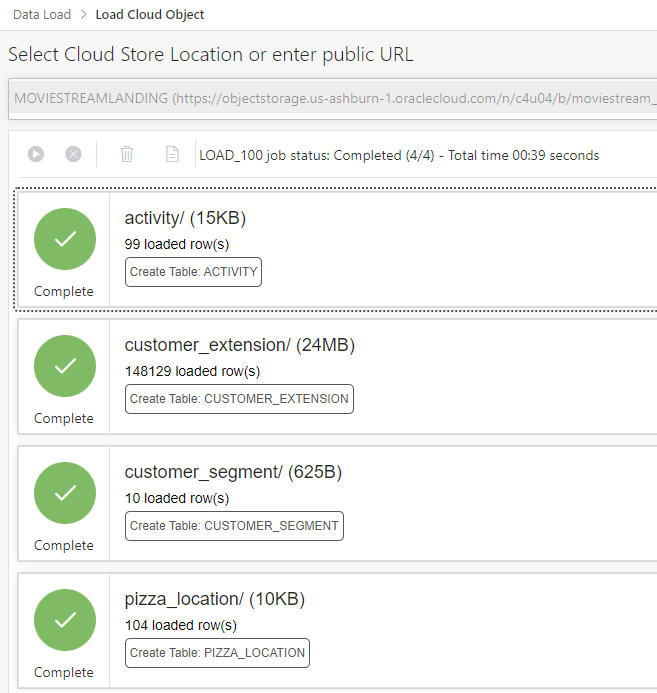 Data Load > Load Cloud Object
Select Cloud Store Location or enter public URL
MOVIESTREAMLANDING (https://objectstorage.us-ashburn-1.oraclecloud.com/n/c4u04/b/moviestream_
LOAD_100 job status: Completed (4/4) - Total time 00:39 seconds
activity/ (15KB)
99 loaded row(s)
Create Table: ACTIVITY
Complete
customer_extension/ (24MB)
148129 loaded row(s)
Create Table: CUSTOMER_EXTENSION
Complete
customer_segment/ (625B)
10 loaded row(s)
Create Table: CUSTOMER_SEGMENT
Complete
pizza_location/ (10KB)
104 loaded row(s)
Create Table: PIZZA_LOCATION
Complete